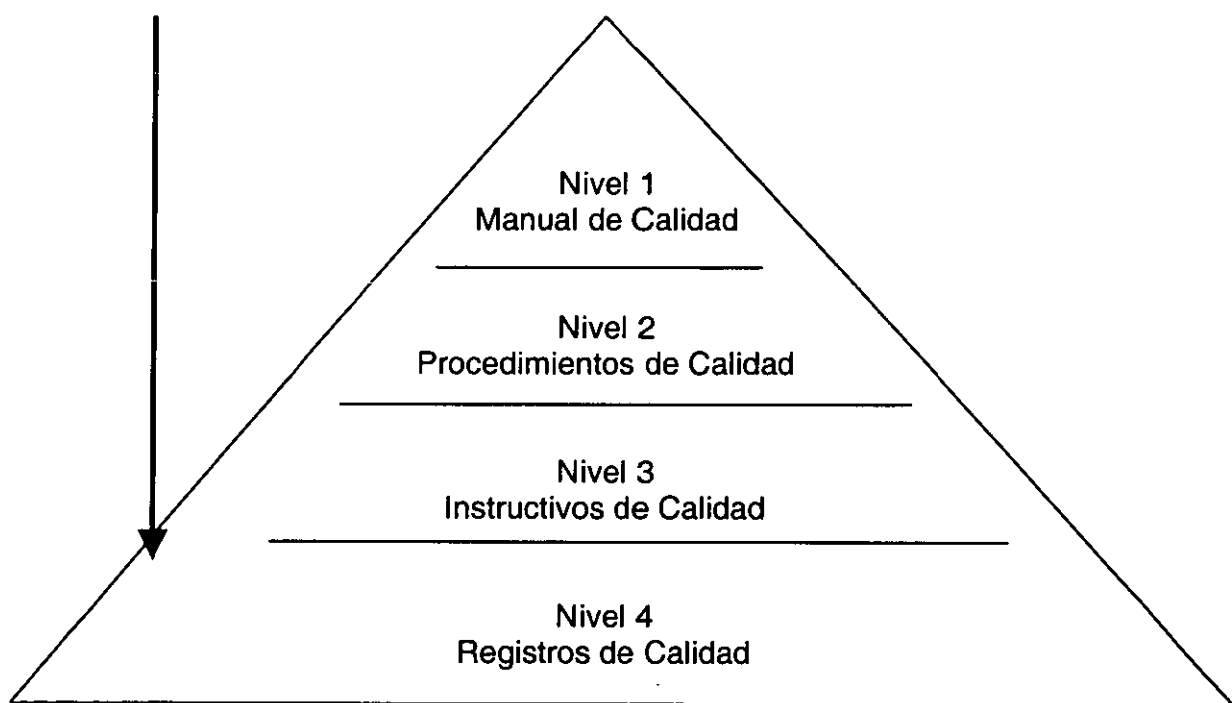 Nivel 1
Manual de Calidad
Nivel 2
Procedimientos de Calidad
Nivel 3
Instructivos de Calidad
Nivel 4
Registros de Calidad